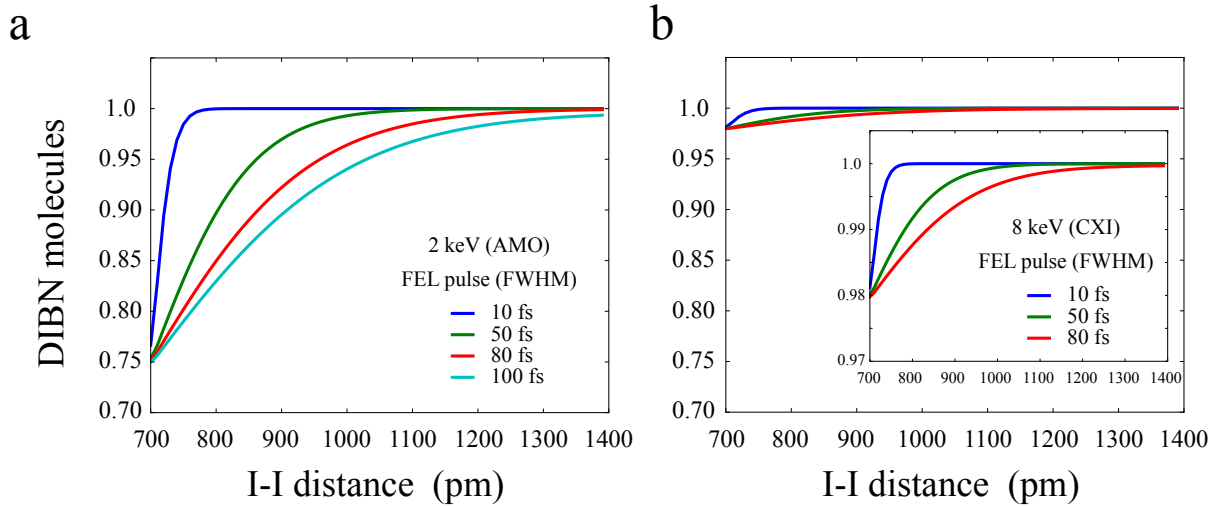 a
DIBN molecules
1.0
0.95
0.90
0.85
0.80
0.75
0.70
700 800 900 1000 1100 1200 1300 1400
I-I distance (pm)
2 keV (AMO)
FEL pulse (FWHM)
10 fs
50 fs
80 fs
100 fs
b
1.0
0.95
0.90
0.85
0.80
0.75
0.70
700 800 900 1000 1100 1200 1300 1400
I-I distance (pm)
1.0
0.99
0.98
0.97
700 800 900 1000 1100 1200 1300 1400
8 keV (CXI)
FEL pulse (FWHM)
10 fs
50 fs
80 fs